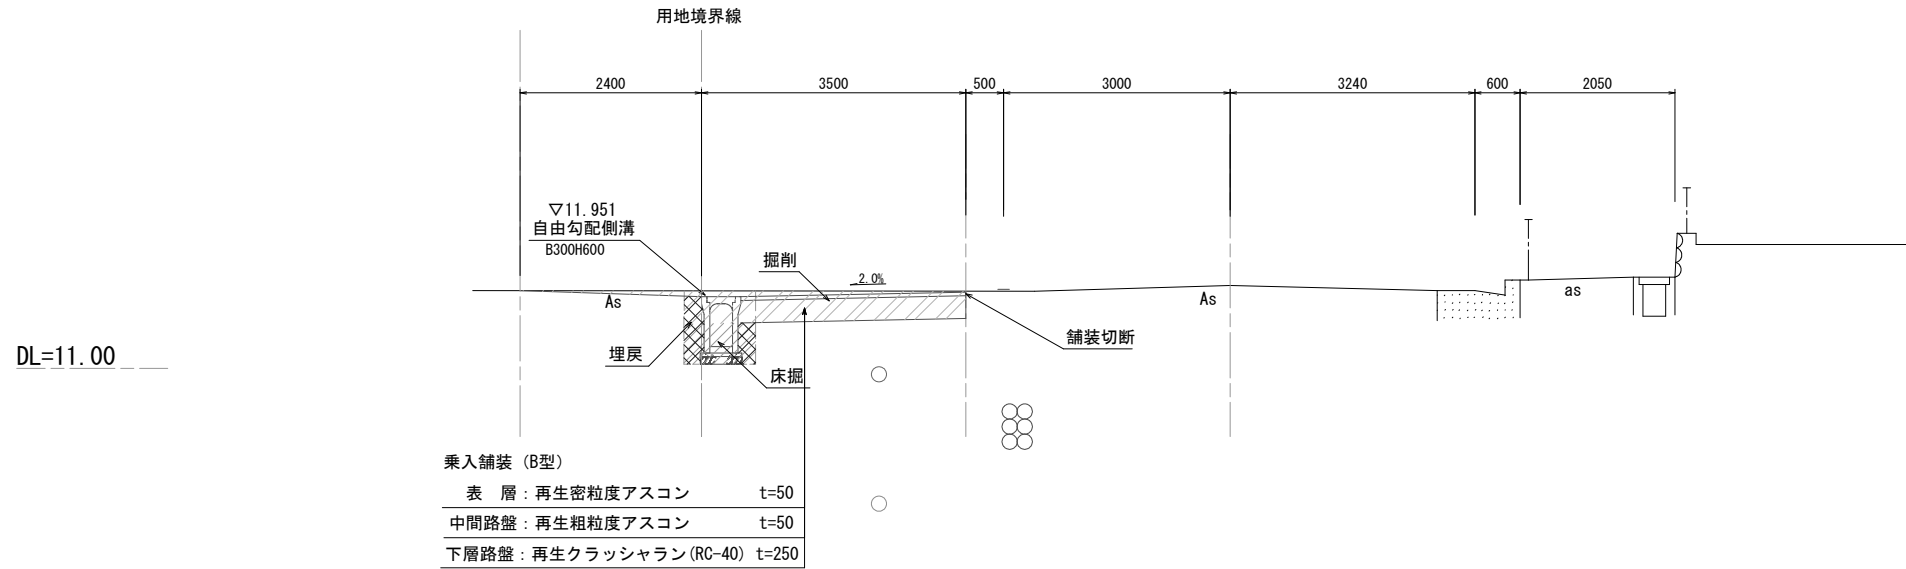 用地境界線
2400
3500
500
3000
3240
600
2050
▽11.951
自由勾配側溝
B300H600
掘削
2.0%
As
As
as
埋戻
床掘
舗装切断
DL=11.00
乗入舗装（B型）
表　層：再生密粒度アスコン　t=50
中間路盤：再生粗粒度アスコン　t=50
下層路盤：再生クラッシャラン(RC-40)　t=250